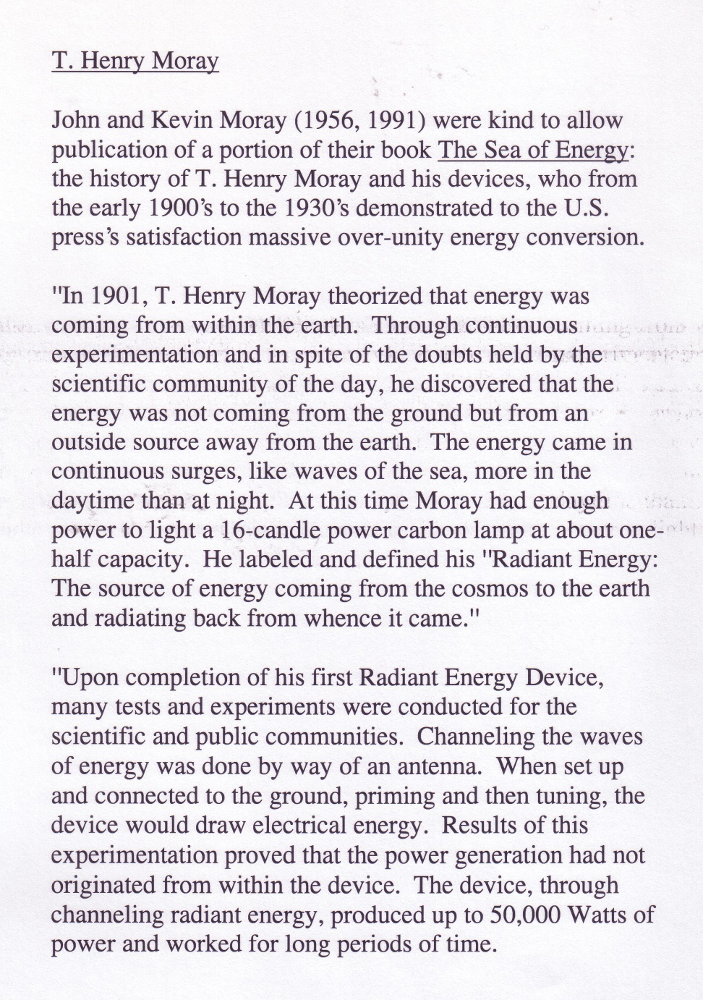 T. Henry Moray
John and Kevin Moray (1956, 1991) were kind to allow
publication of a portion of their book The Sea of Energy:
the history of T. Henry Moray and his devices, who from
the early 1900's to the 1930's demonstrated to the U.S.
press's satisfaction massive over-unity energy conversion.
"In 1901, T. Henry Moray theorized that energy was
coming from within the earth.  Through continuous
experimentation and in spite of the doubts held by the
scientific community of the day, he discovered that the
energy was not coming from the ground but from an
outside source away from the earth.  The energy came in
continuous surges, like waves of the sea, more in the
daytime than at night.  At this time Moray had enough
power to light a 16-candle power carbon lamp at about one-
half capacity.  He labeled and defined his "Radiant Energy:
The source of energy coming from the cosmos to the earth
and radiating back from whence it came."
"Upon completion of his first Radiant Energy Device,
many tests and experiments were conducted for the
scientific and public communities.  Channeling the waves
of energy was done by way of an antenna.  When set up
and connected to the ground, priming and then tuning, the
device would draw electrical energy.  Results of this
experimentation proved that the power generation had not
originated from within the device.  The device, through
channeling radiant energy, produced up to 50,000 Watts of
power and worked for long periods of time.